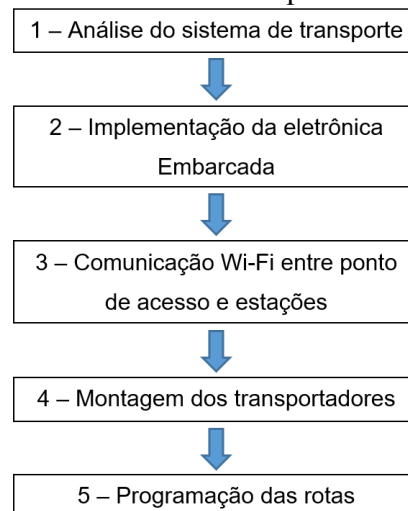 1 – Análise do sistema de transporte
2 – Implementação da eletrônica
Embarcada
3 – Comunicação Wi-Fi entre ponto
de acesso e estações
4 – Montagem dos transportadores
5 – Programação das rotas